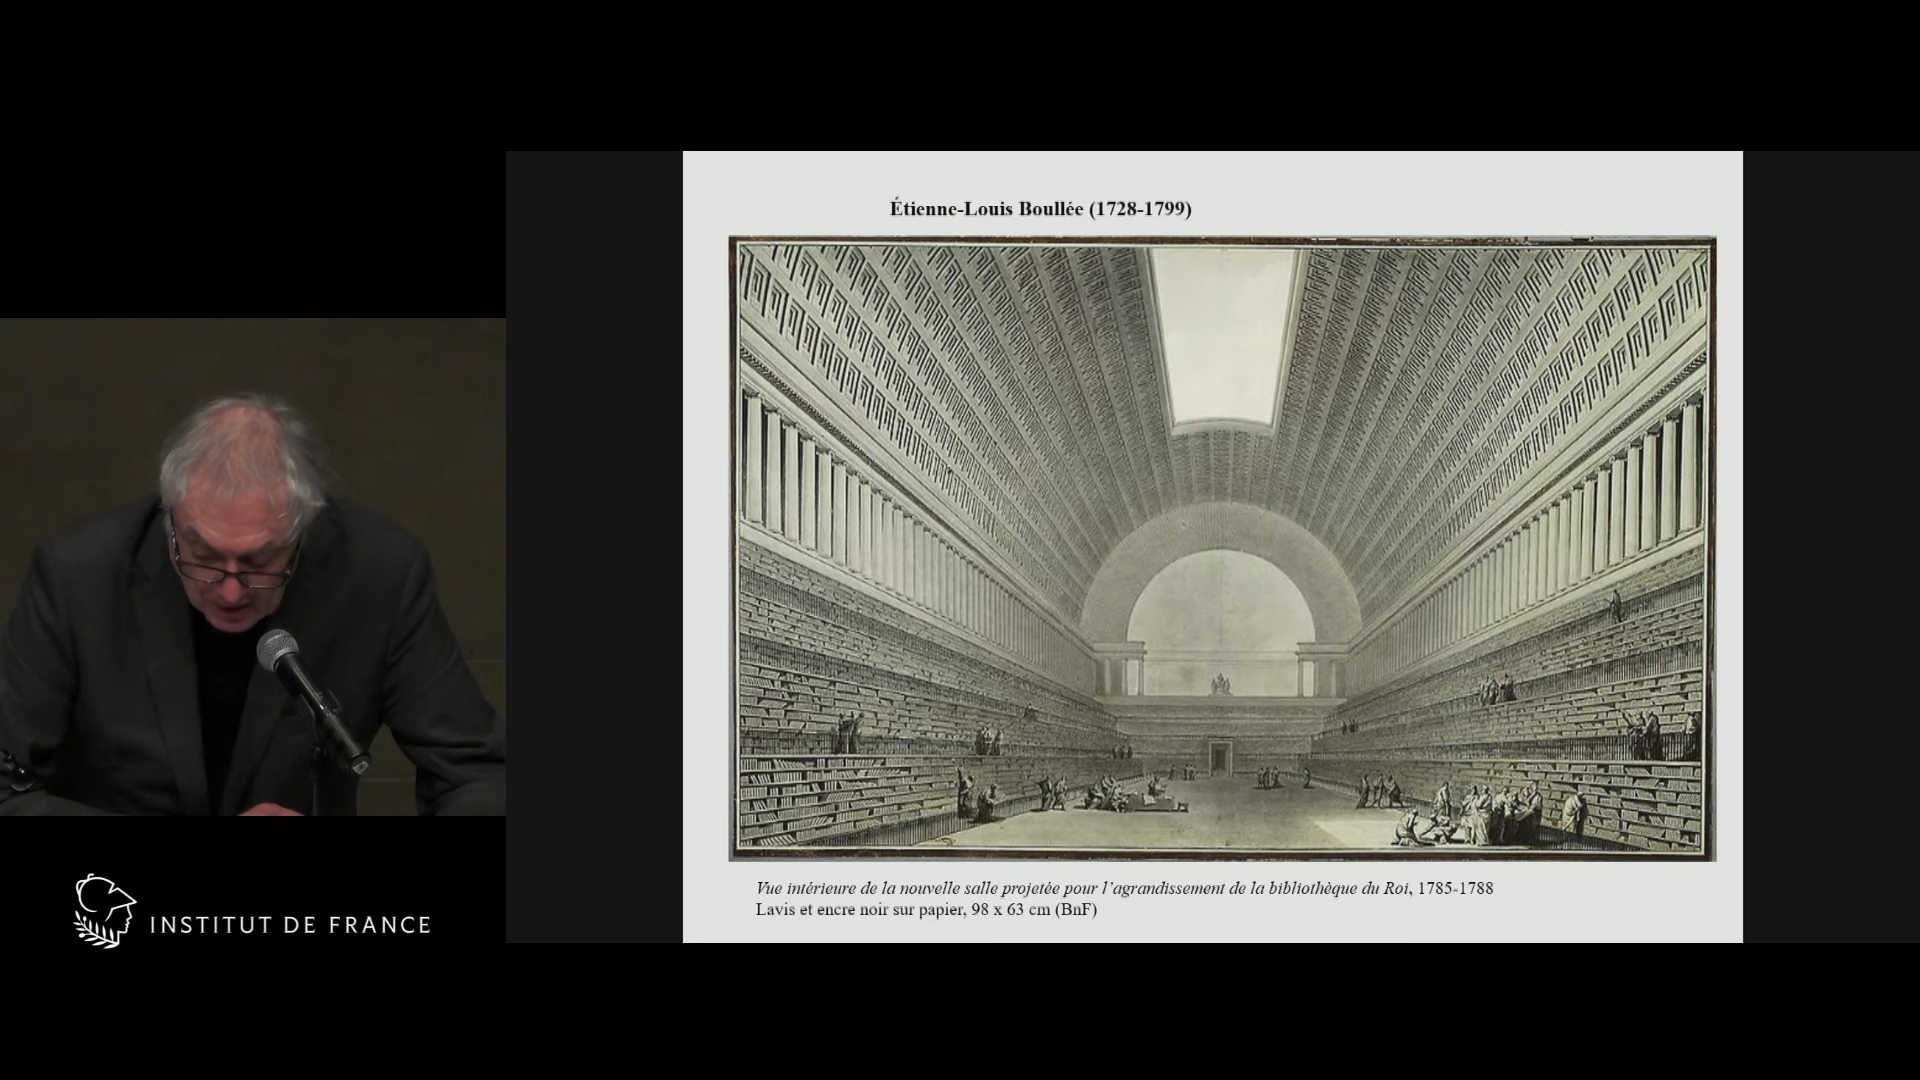 Étienne-Louis Boullée (1728-1799)
Vue intérieure de la nouvelle salle projetée pour l'agrandissement de la bibliothèque du Roi, 1785-1788
Lavis et encre noir sur papier, 98 x 63 cm (BnF)
INSTITUT DE FRANCE